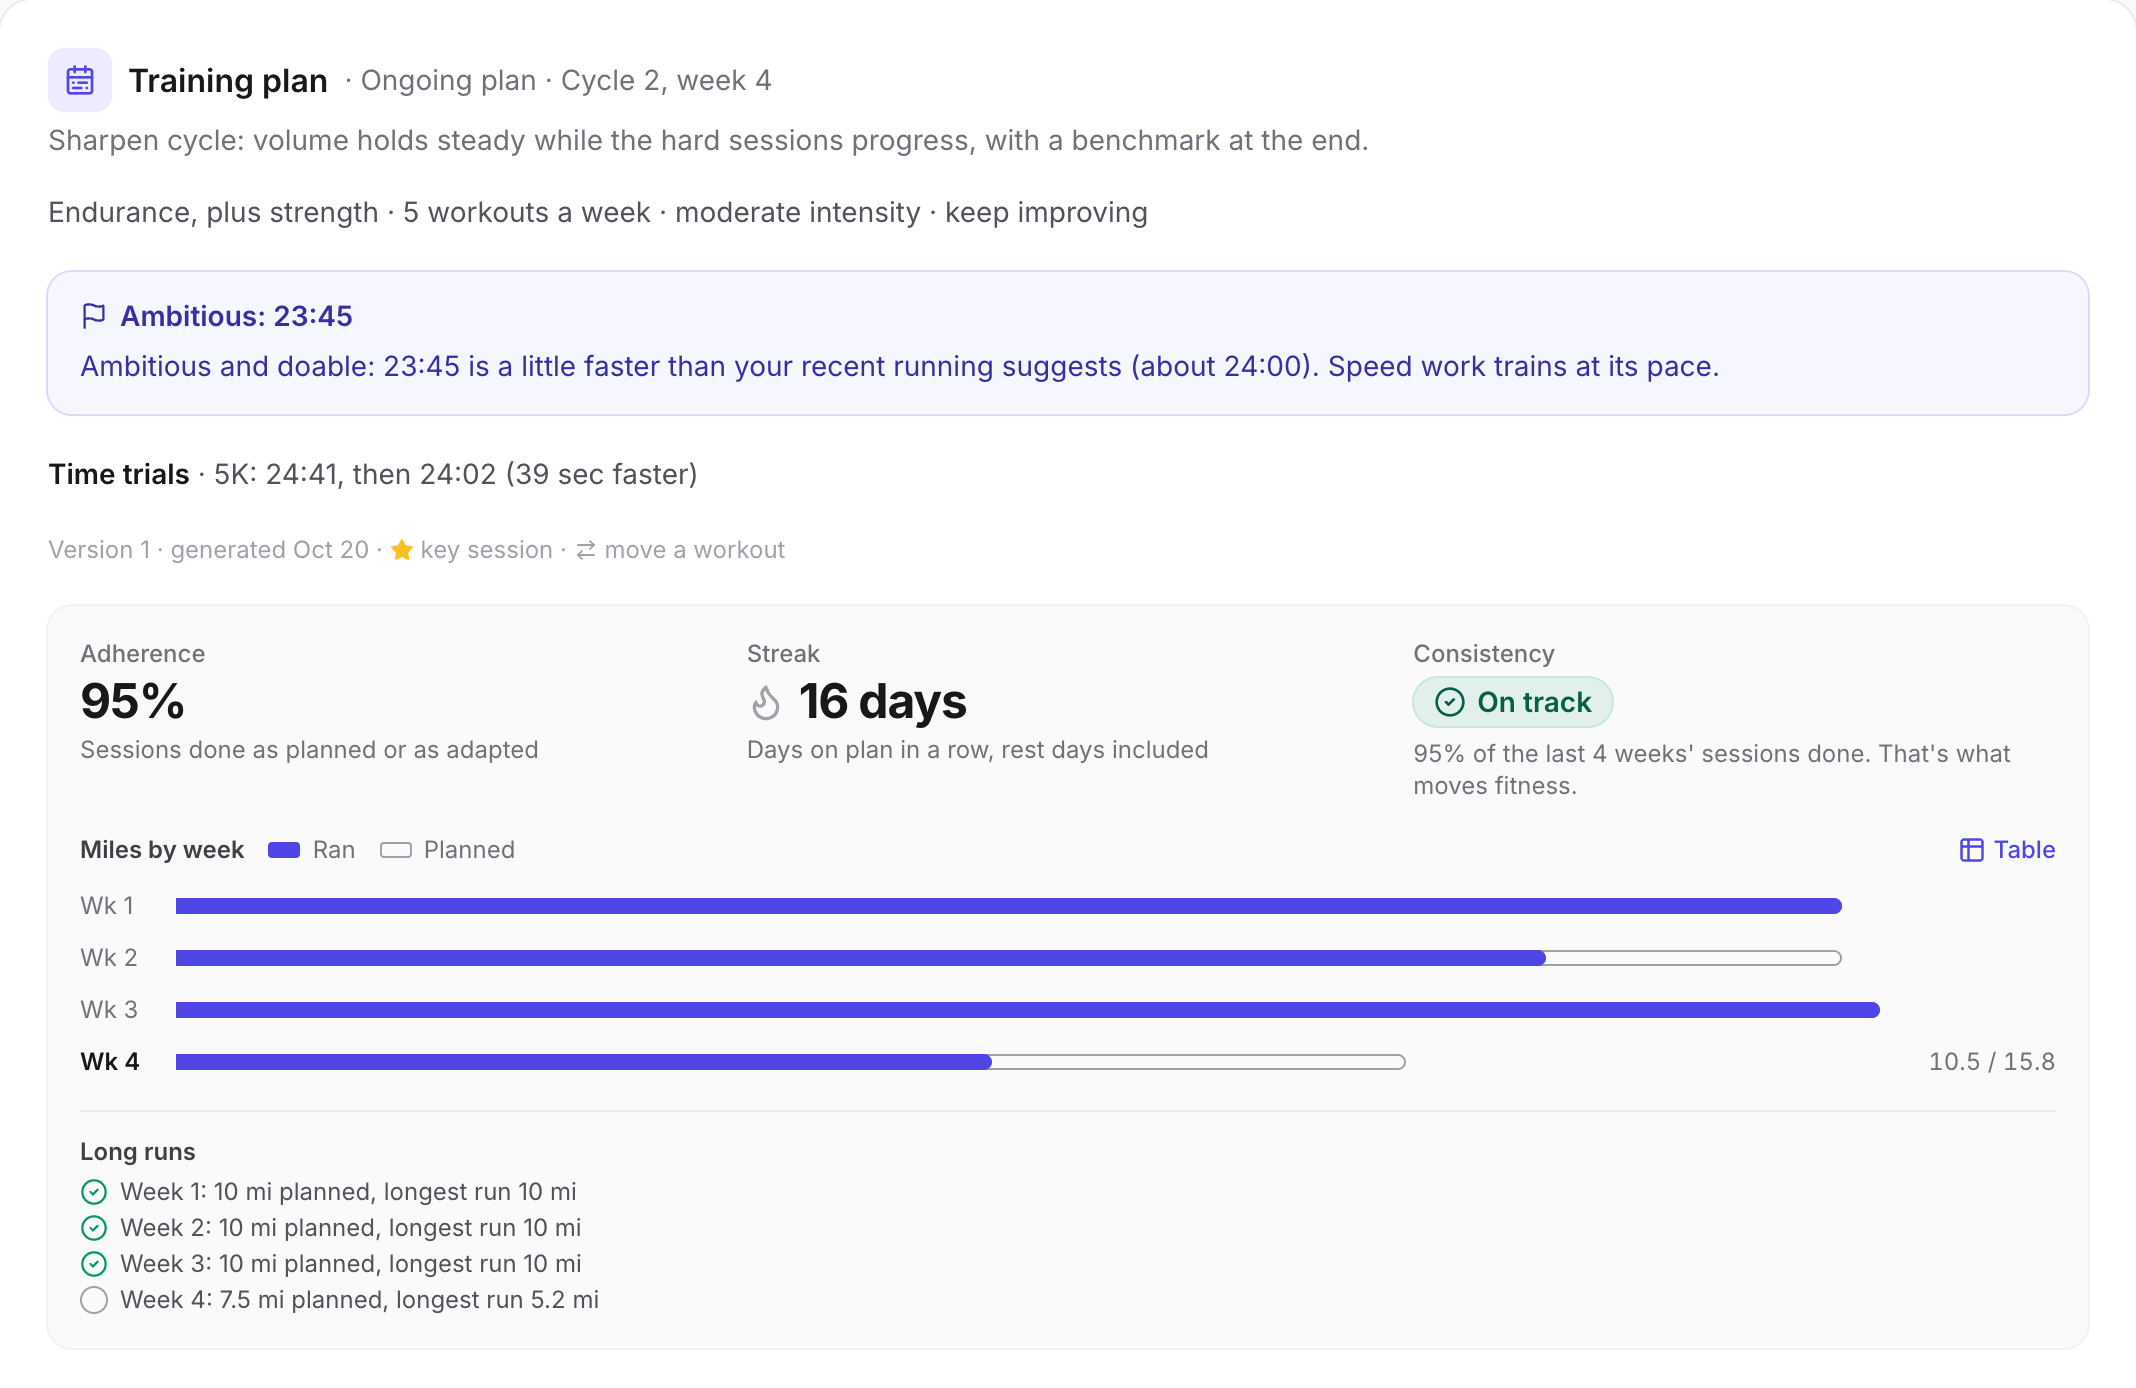 Training plan · Ongoing plan · Cycle 2, week 4
Sharpen cycle: volume holds steady while the hard sessions progress, with a benchmark at the end.
Endurance, plus strength · 5 workouts a week · moderate intensity · keep improving
Ambitious: 23:45
Ambitious and doable: 23:45 is a little faster than your recent running suggests (about 24:00). Speed work trains at its pace.
Time trials · 5K: 24:41, then 24:02 (39 sec faster)
Version 1 · generated Oct 20 · key session · move a workout
Adherence
95%
Sessions done as planned or as adapted
Streak
16 days
Days on plan in a row, rest days included
Consistency
On track
95% of the last 4 weeks' sessions done. That's what
moves fitness.
Miles by week Ran Planned
Table
Wk 1
Wk 2
Wk 3
Wk 4 10.5 / 15.8
Long runs
Week 1: 10 mi planned, longest run 10 mi
Week 2: 10 mi planned, longest run 10 mi
Week 3: 10 mi planned, longest run 10 mi
Week 4: 7.5 mi planned, longest run 5.2 mi